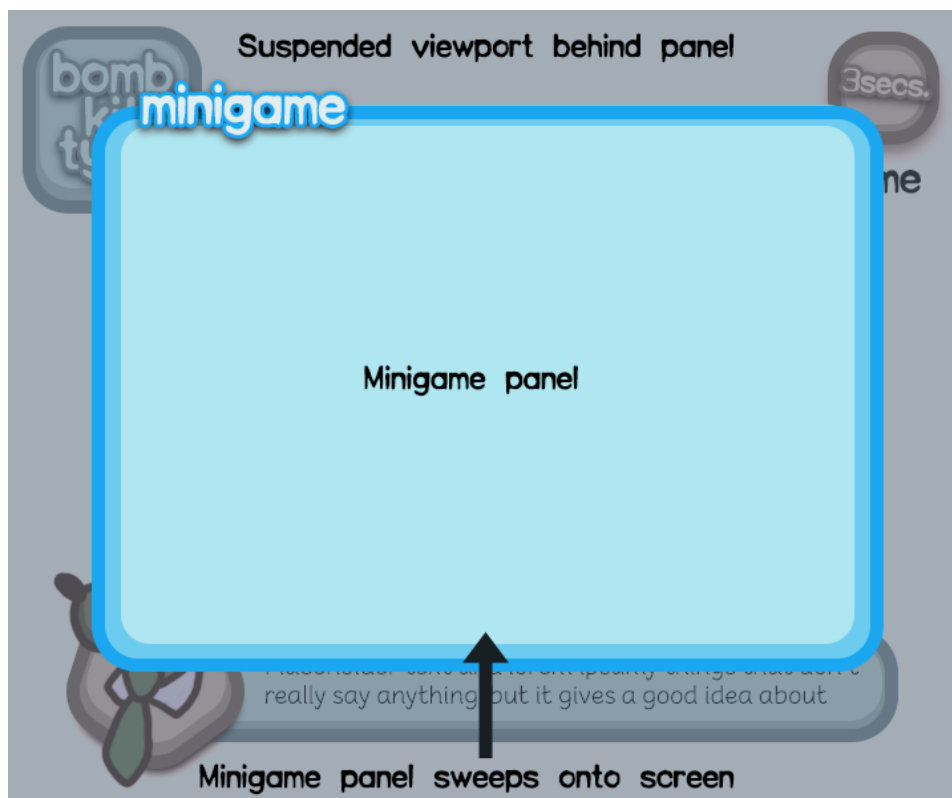 Suspended viewport behind panel
bomb
3secs.
minigame
Minigame panel
really say anything but it gives a good idea about
Minigame panel sweeps onto screen